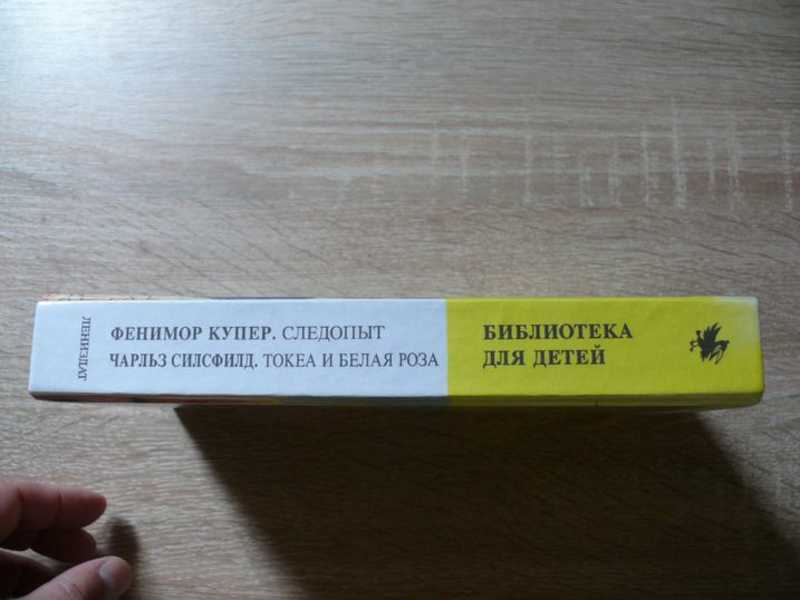 ЛЕНИЗДАТ
ФЕНИМОР КУПЕР. СЛЕДОПЫТ
ЧАРЛЬЗ СИЛСФИЛД. ТОКЕА И БЕЛАЯ РОЗА
БИБЛИОТЕКА
ДЛЯ ДЕТЕЙ